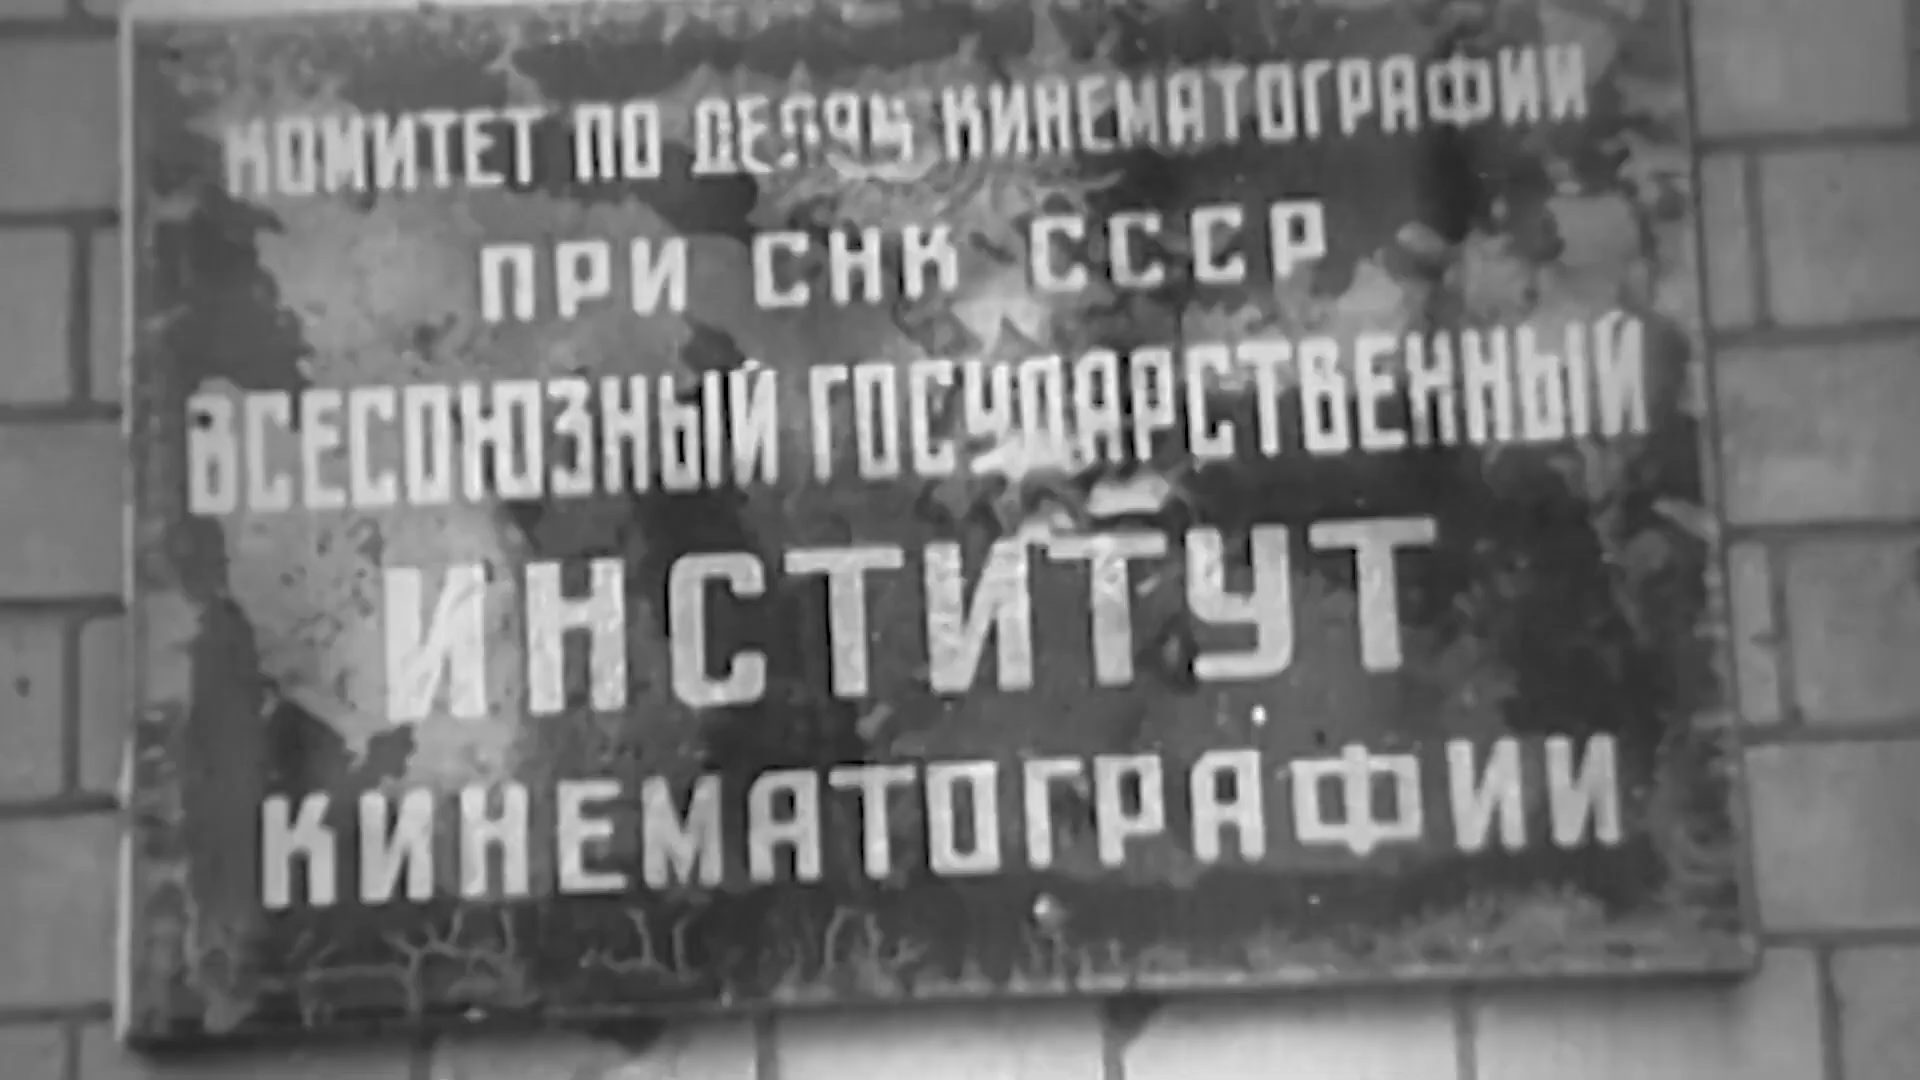 КОМИТЕТ ПО ДЕЛАМ КИНЕМАТОГРАФИИ
ПРИ СНК СССР
ВСЕСОЮЗНЫЙ ГОСУДАРСТВЕННЫЙ
ИНСТИТУТ
КИНЕМАТОГРАФИИ